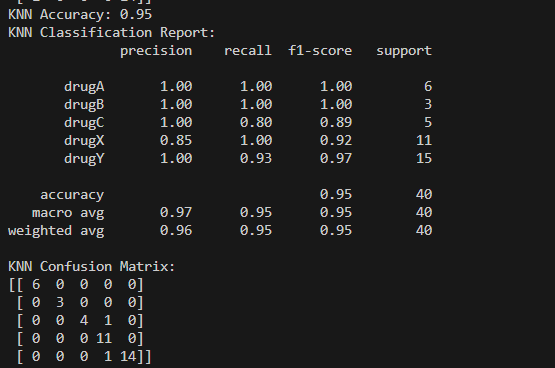 KNN Accuracy: 0.95
KNN Classification Report:
              precision    recall  f1-score   support

       drugA       1.00      1.00      1.00         6
       drugB       1.00      1.00      1.00         3
       drugC       1.00      0.80      0.89         5
       drugX       0.85      1.00      0.92        11
       drugY       1.00      0.93      0.97        15

    accuracy                           0.95        40
   macro avg       0.97      0.95      0.95        40
weighted avg       0.96      0.95      0.95        40

KNN Confusion Matrix:
[[ 6  0  0  0  0]
 [ 0  3  0  0  0]
 [ 0  0  4  1  0]
 [ 0  0  0 11  0]
 [ 0  0  0  1 14]]